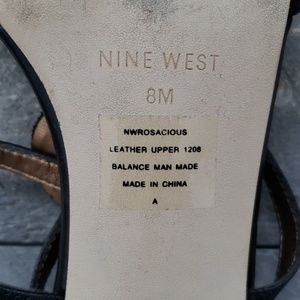 NINE WEST
8M
NWROSACIOUS
LEATHER UPPER 1208
BALANCE MAN MADE
MADE IN CHINA
A